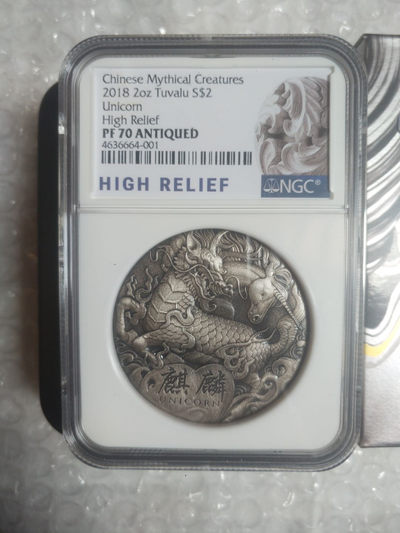 Chinese Mythical Creatures
2018 2oz Tuvalu S$2
Unicorn
High Relief
PF 70 ANTIQUED
4636664-001
HIGH RELIEF
NGC®
麒麟
UNICORN